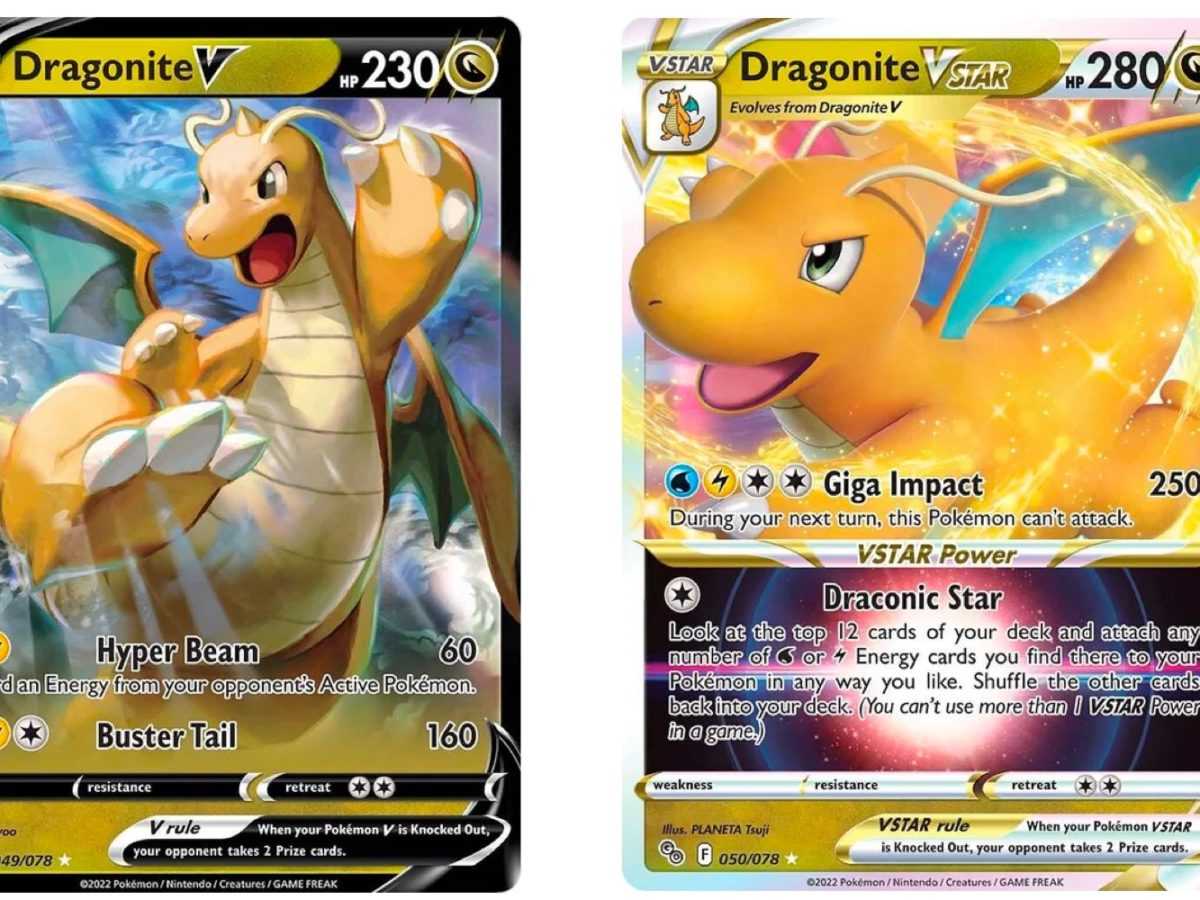 Dragonite V
HP 230
Hyper Beam 60
an Energy from your opponent's Active Pokémon.
Buster Tail 160
resistance retreat
V rule When your Pokémon V is Knocked Out,
your opponent takes 2 Prize cards.
49/078
©2022 Pokémon / Nintendo / Creatures / GAME FREAK
VSTAR Dragonite VSTAR HP 280
Evolves from Dragonite V
Giga Impact 250
During your next turn, this Pokémon can't attack.
VSTAR Power
Draconic Star
Look at the top 12 cards of your deck and attach any
number of or Energy cards you find there to your
Pokémon in any way you like. Shuffle the other cards
back into your deck. (You can't use more than 1 VSTAR Power
in a game.)
weakness resistance retreat
Illus. PLANETA Tsuji
VSTAR rule When your Pokémon VSTAR
is Knocked Out, your opponent takes 2 Prize cards.
GO F 050/078
©2022 Pokémon / Nintendo / Creatures / GAME FREAK